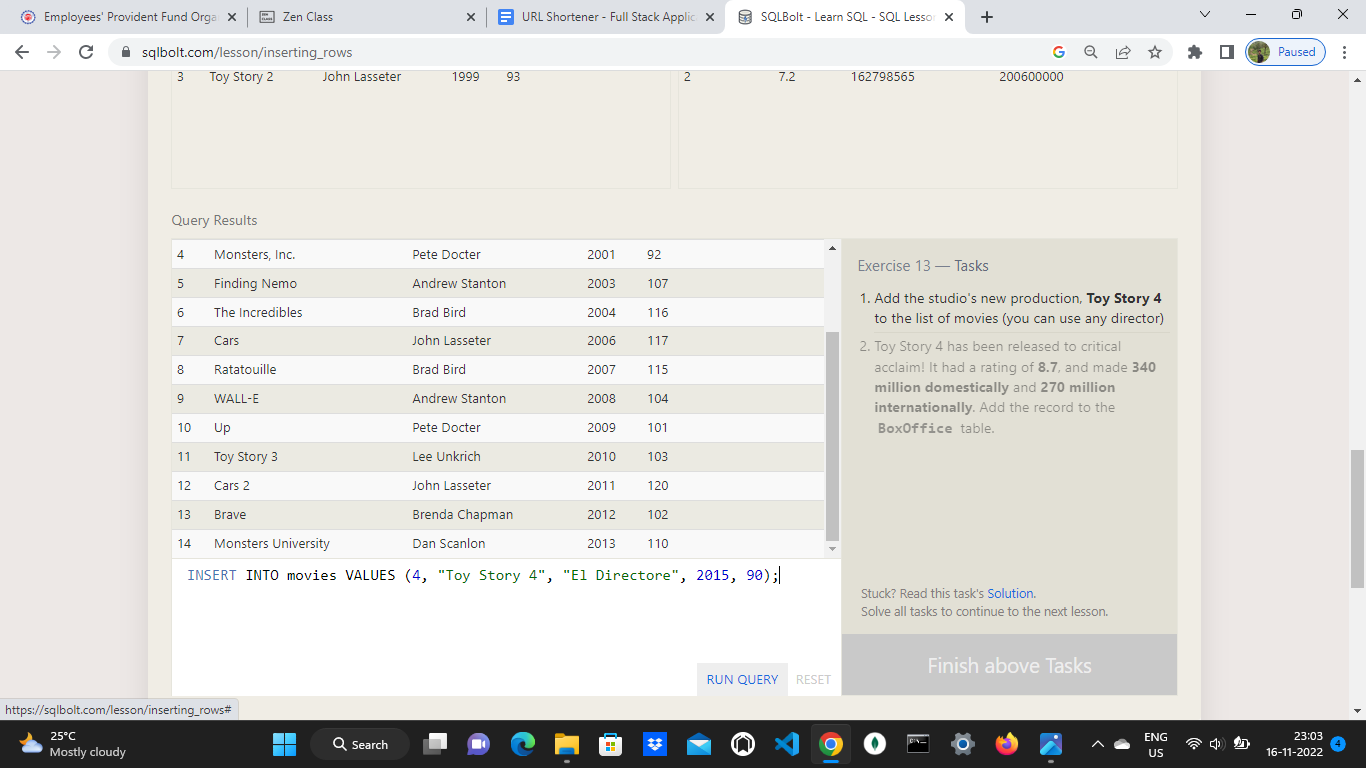 Employees' Provident Fund Orga
Zen Class
URL Shortener - Full Stack Applic
SQLBolt - Learn SQL - SQL Lesson
sqlbolt.com/lesson/inserting_rows
Paused
3 Toy Story 2 John Lasseter 1999 93
2 7.2 162798565 200600000
Query Results
4 Monsters, Inc. Pete Docter 2001 92
5 Finding Nemo Andrew Stanton 2003 107
6 The Incredibles Brad Bird 2004 116
7 Cars John Lasseter 2006 117
8 Ratatouille Brad Bird 2007 115
9 WALL-E Andrew Stanton 2008 104
10 Up Pete Docter 2009 101
11 Toy Story 3 Lee Unkrich 2010 103
12 Cars 2 John Lasseter 2011 120
13 Brave Brenda Chapman 2012 102
14 Monsters University Dan Scanlon 2013 110
INSERT INTO movies VALUES (4, "Toy Story 4", "El Directore", 2015, 90);
RUN QUERY RESET
Exercise 13 — Tasks
1. Add the studio's new production, Toy Story 4
to the list of movies (you can use any director)
2. Toy Story 4 has been released to critical
acclaim! It had a rating of 8.7, and made 340
million domestically and 270 million
internationally. Add the record to the
BoxOffice table.
Stuck? Read this task's Solution.
Solve all tasks to continue to the next lesson.
Finish above Tasks
https://sqlbolt.com/lesson/inserting_rows#
25°C
Mostly cloudy
Search
ENG
US
23:03
16-11-2022
4